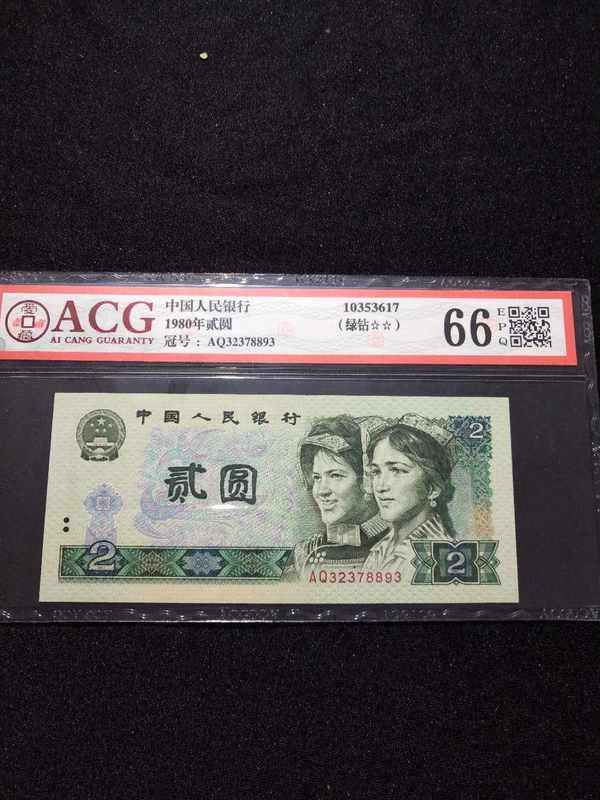 ACG
AI CANG GUARANTY
中国人民银行
1980年贰圆
冠号：AQ32378893
10353617
（绿钻☆☆）
66
EPQ
中国人民银行
贰圆
2
2
2
AQ32378893